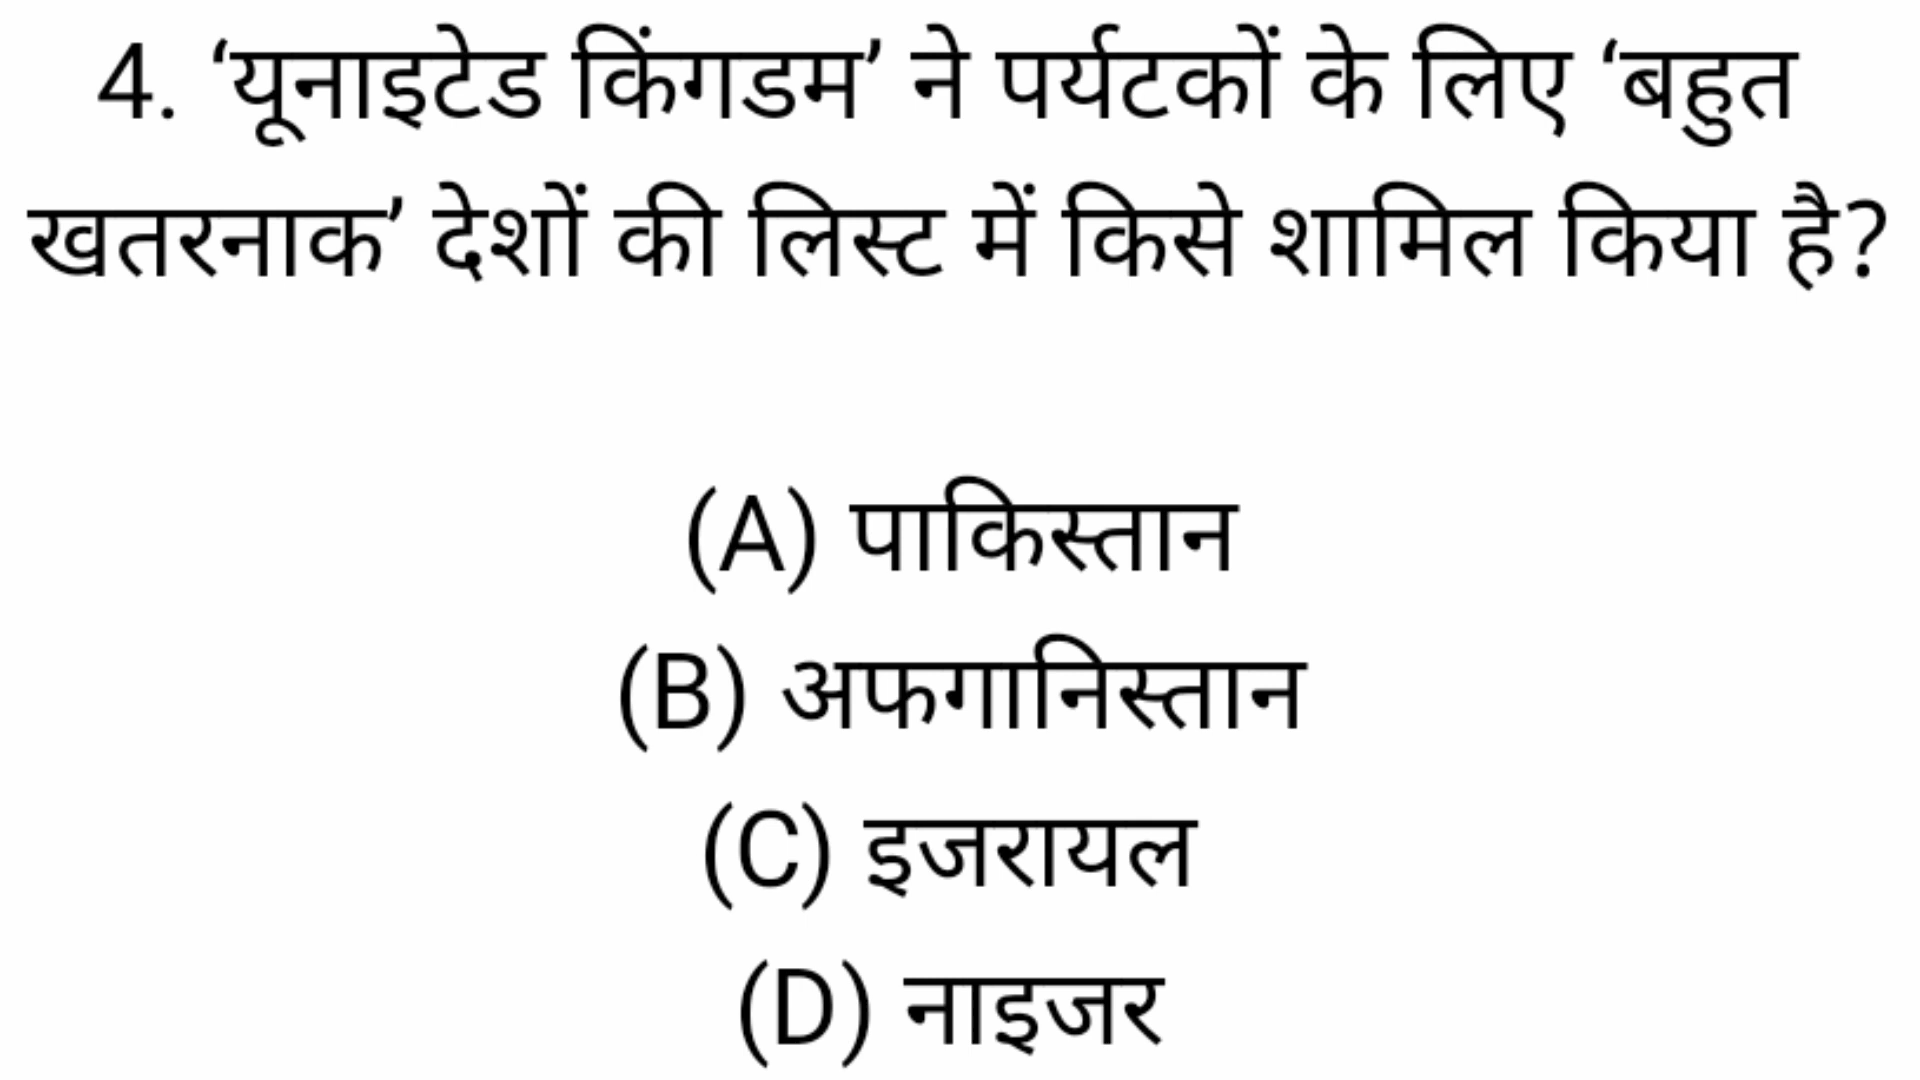 4. ‘यूनाइटेड किंगडम’ ने पर्यटकों के लिए ‘बहुत
खतरनाक’ देशों की लिस्ट में किसे शामिल किया है?
(A) पाकिस्तान
(B) अफगानिस्तान
(C) इजरायल
(D) नाइजर